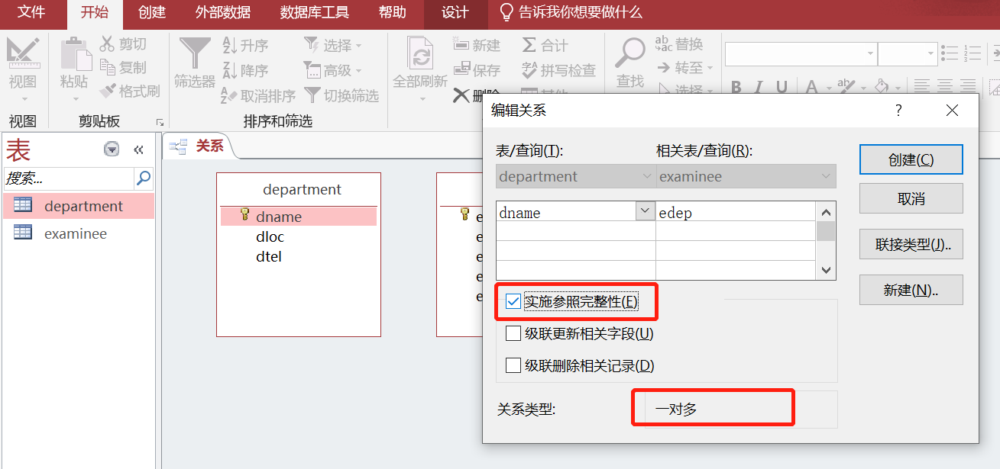 文件 开始 创建 外部数据 数据库工具 帮助 设计 告诉我你想要做什么
剪切 升序 选择 新建 合计 替换
视图 粘贴 复制 筛选器 降序 高级 全部刷新 保存 拼写检查 查找 转至
格式刷 取消排序 切换筛选 删除 其他 选择 B I U A
视图 剪贴板 排序和筛选
表
搜索...
department
examinee
关系
department
dname
dloc
dtel
e
e
e
e
e
编辑关系 ?
表/查询(T): 相关表/查询(R):
department examinee
dname edep
实施参照完整性(E)
级联更新相关字段(U)
级联删除相关记录(D)
关系类型: 一对多
创建(C)
取消
联接类型(J)..
新建(N)..